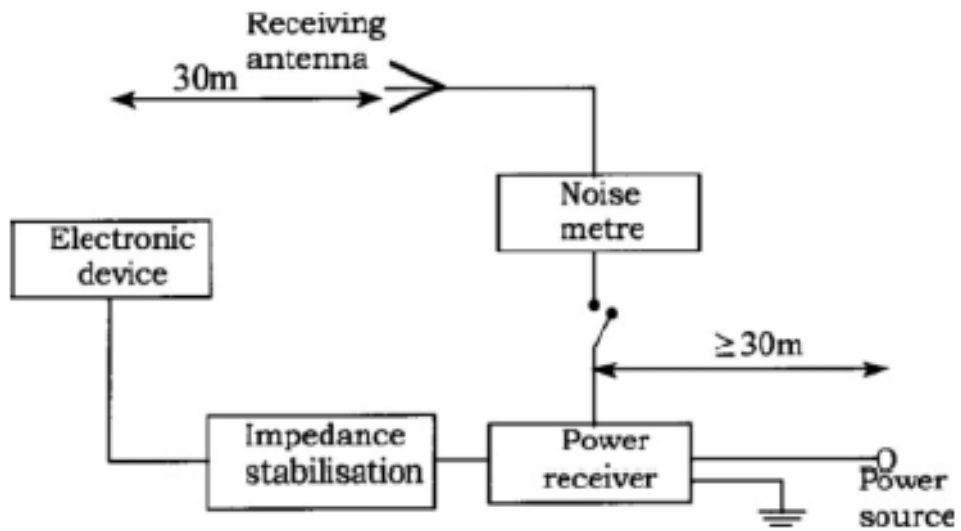 Receiving
antenna
30m
Noise
metre
Electronic
device
≥30m
Impedance
stabilisation
Power
receiver
Power
source